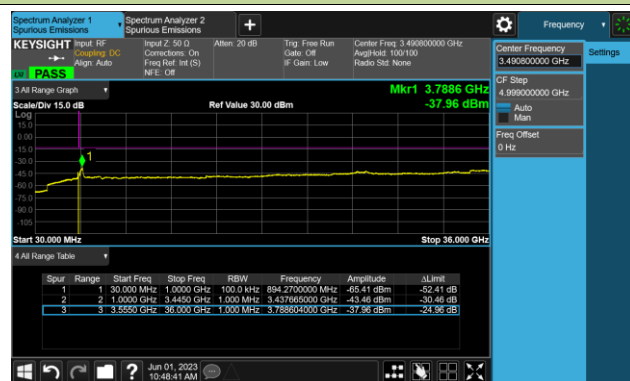 Spectrum Analyzer 1
Spurious Emissions
Spectrum Analyzer 2
Spurious Emissions
Frequency
KEYSIGHT
Input: RF
Coupling: DC
Align: Auto
Input Z: 50 Ω
Corrections: On
Freq Ref: Int (S)
NFE: Off
Atten: 20 dB
Trig: Free Run
Gate: Off
IF Gain: Low
Center Freq: 3.490800000 GHz
Avg|Hold: 100/100
Radio Std: None
PASS
Center Frequency
3.490800000 GHz
Settings
CF Step
4.999000000 GHz
Auto
Man
Freq Offset
0 Hz
3 All Range Graph
Mkr1 3.7886 GHz
-37.96 dBm
Scale/Div 15.0 dB
Ref Value 30.00 dBm
Log
15.0
0.00
-15.0
-30.0
-45.0
-60.0
-75.0
-90.0
-105
1
Start 30.000 MHz
Stop 36.000 GHz
4 All Range Table
Spur Range Start Freq Stop Freq RBW Frequency Amplitude ΔLimit
1 1 30.000 MHz 1.0000 GHz 100.0 kHz 894.2700000 MHz -65.41 dBm -52.41 dB
2 2 1.0000 GHz 3.4450 GHz 1.000 MHz 3.437665000 GHz -43.46 dBm -30.46 dB
3 3 3.5550 GHz 36.000 GHz 1.000 MHz 3.788604000 GHz -37.96 dBm -24.96 dB
?
Jun 01, 2023
10:48:41 AM